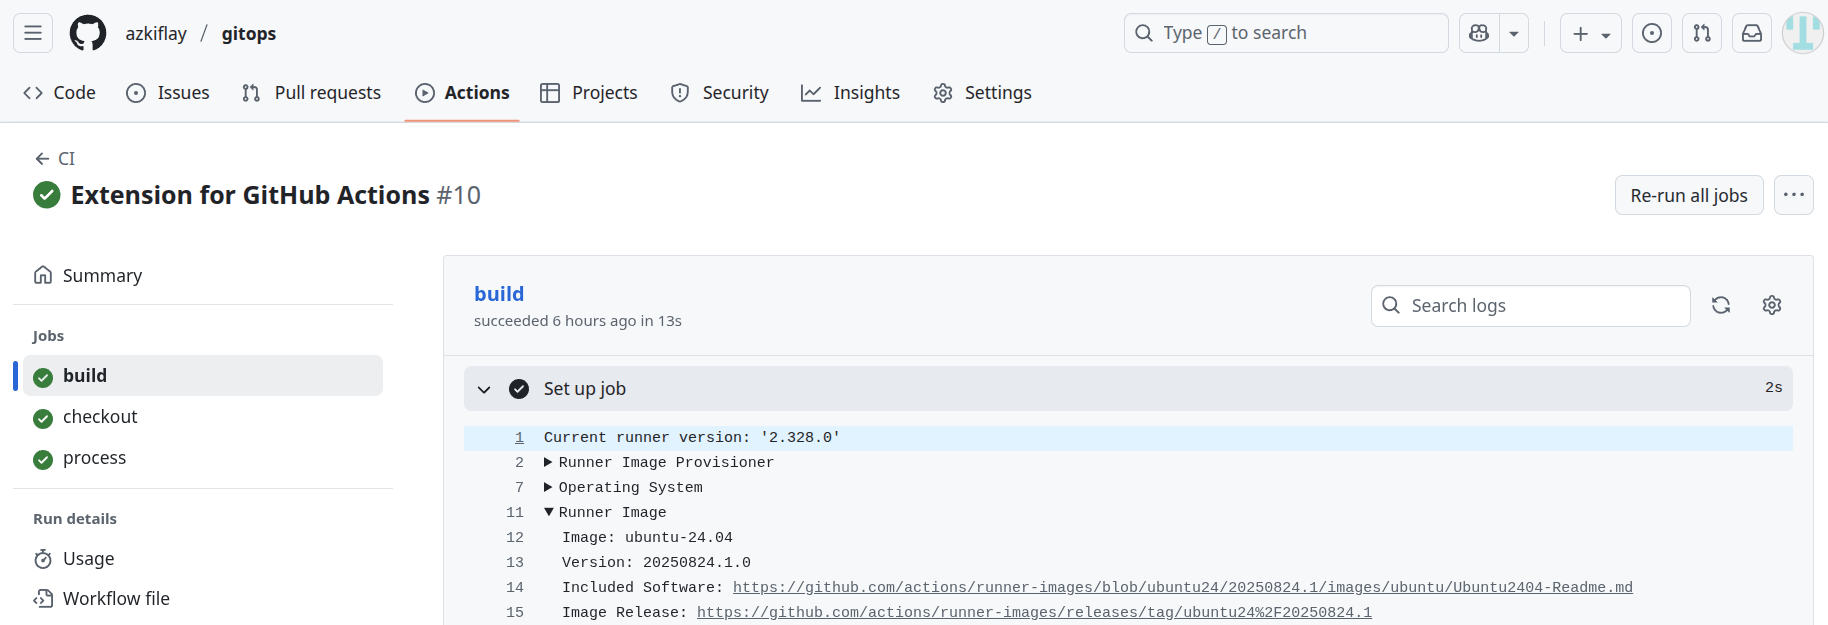 azkiflay / gitops
Type / to search
Code Issues Pull requests Actions Projects Security Insights Settings
← CI
Extension for GitHub Actions #10
Re-run all jobs
Summary
Jobs
build
checkout
process
Run details
Usage
Workflow file
build
succeeded 6 hours ago in 13s
Search logs
Set up job 2s
1 Current runner version: '2.328.0'
2 Runner Image Provisioner
7 Operating System
11 Runner Image
12 Image: ubuntu-24.04
13 Version: 20250824.1.0
14 Included Software: https://github.com/actions/runner-images/blob/ubuntu24/20250824.1/images/ubuntu/Ubuntu2404-Readme.md
15 Image Release: https://github.com/actions/runner-images/releases/tag/ubuntu24%2F20250824.1